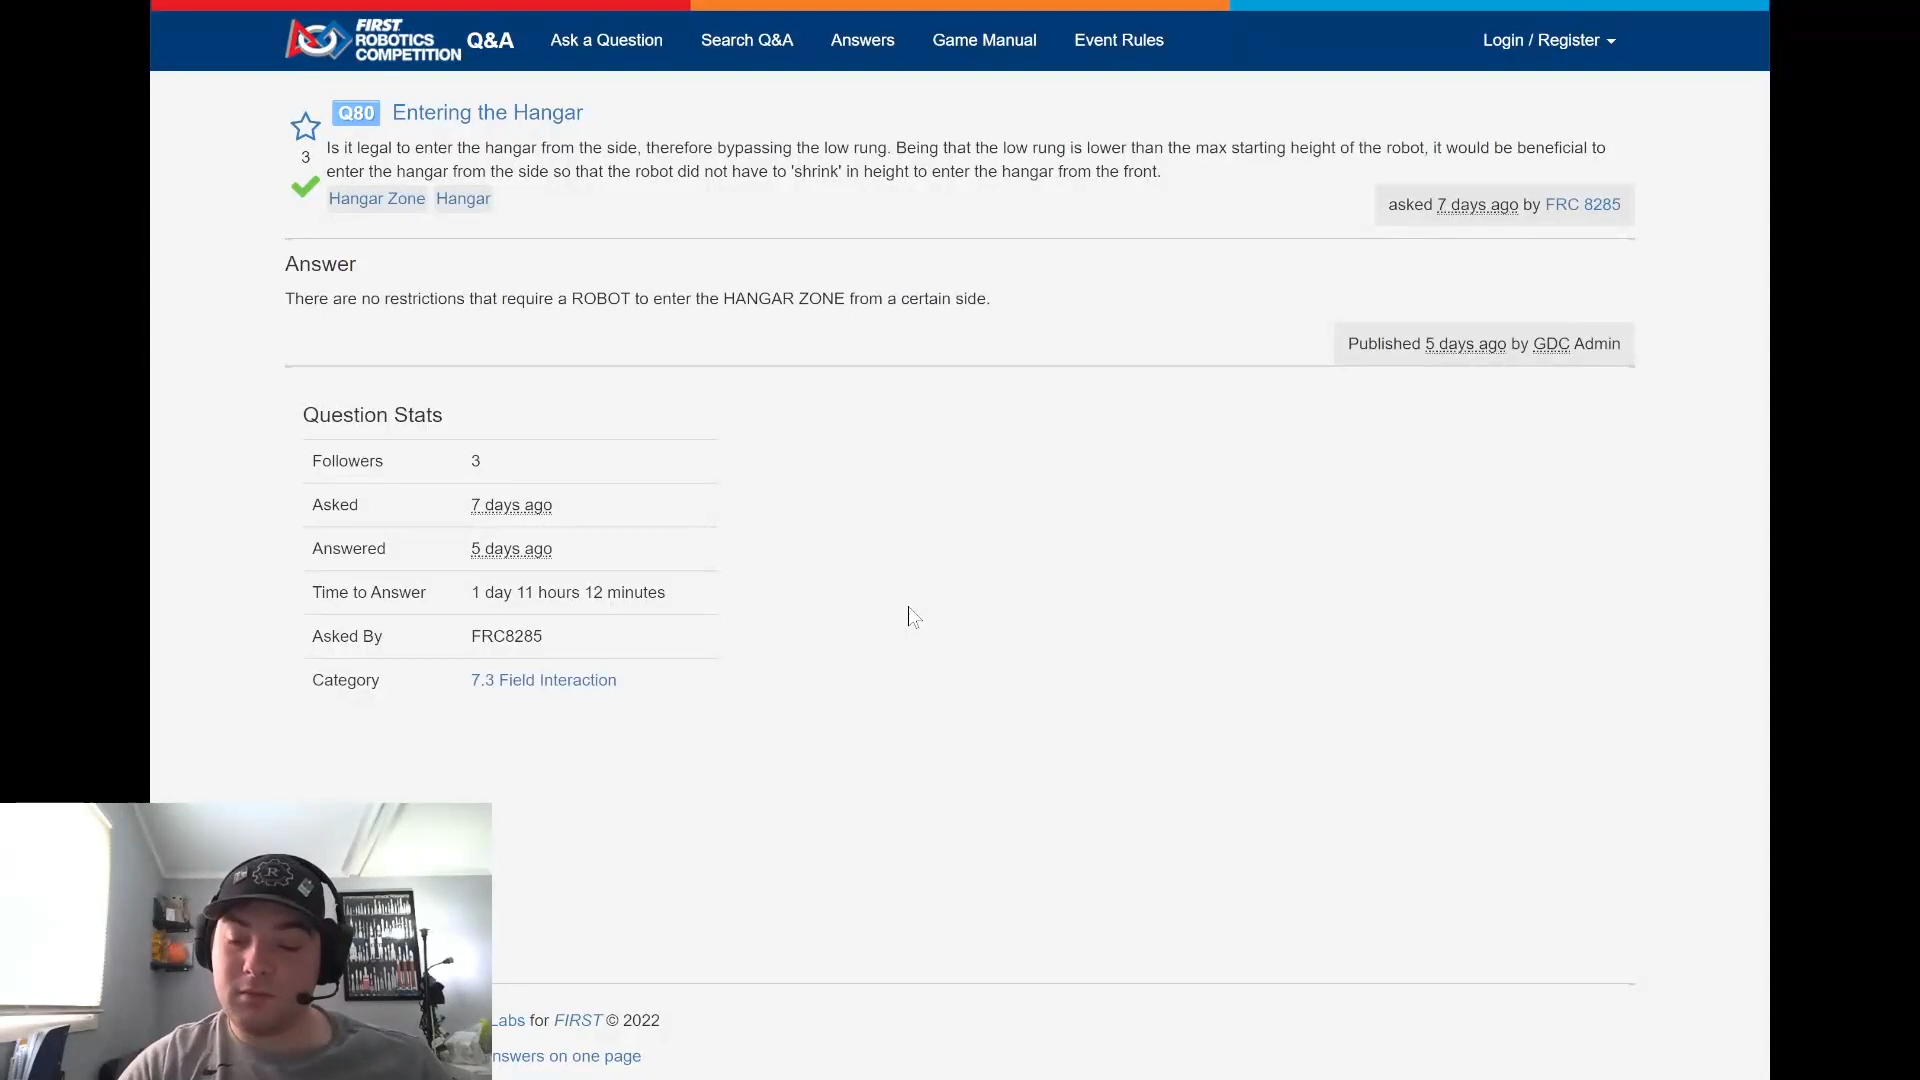 FIRST
ROBOTICS
COMPETITION
Q&A Ask a Question Search Q&A Answers Game Manual Event Rules Login / Register
Q80 Entering the Hangar
3
Is it legal to enter the hangar from the side, therefore bypassing the low rung. Being that the low rung is lower than the max starting height of the robot, it would be beneficial to
enter the hangar from the side so that the robot did not have to 'shrink' in height to enter the hangar from the front.
Hangar Zone Hangar
asked 7 days ago by FRC 8285
Answer
There are no restrictions that require a ROBOT to enter the HANGAR ZONE from a certain side.
Published 5 days ago by GDC Admin
Question Stats
Followers 3
Asked 7 days ago
Answered 5 days ago
Time to Answer 1 day 11 hours 12 minutes
Asked By FRC8285
Category 7.3 Field Interaction
Labs for FIRST © 2022
nswers on one page
R